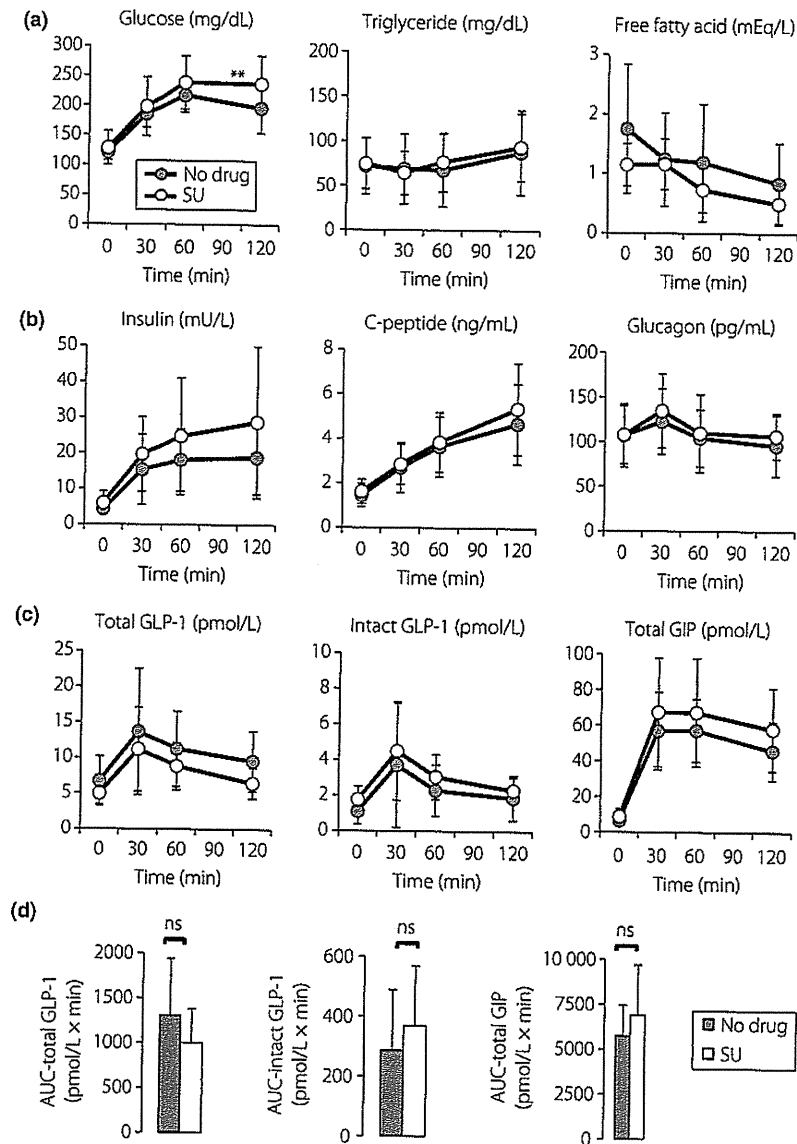 (a)
Glucose (mg/dL)
300
250
200
150
100
50
0
**
No drug
SU
0 30 60 90 120
Time (min)
Triglyceride (mg/dL)
200
150
100
50
0
0 30 60 90 120
Time (min)
Free fatty acid (mEq/L)
3
2
1
0
0 30 60 90 120
Time (min)
(b)
Insulin (mU/L)
50
40
30
20
10
0
0 30 60 90 120
Time (min)
C-peptide (ng/mL)
8
6
4
2
0
0 30 60 90 120
Time (min)
Glucagon (pg/mL)
200
150
100
50
0
0 30 60 90 120
Time (min)
(c)
Total GLP-1 (pmol/L)
25
20
15
10
5
0
0 30 60 90 120
Time (min)
Intact GLP-1 (pmol/L)
10
8
6
4
2
0
0 30 60 90 120
Time (min)
Total GIP (pmol/L)
100
80
60
40
20
0
0 30 60 90 120
Time (min)
(d)
AUC-total GLP-1
(pmol/L x min)
ns
2000
1500
1000
500
0
AUC-intact GLP-1
(pmol/L x min)
ns
600
400
200
0
AUC-total GIP
(pmol/L x min)
ns
10 000
7500
5000
2500
0
No drug
SU